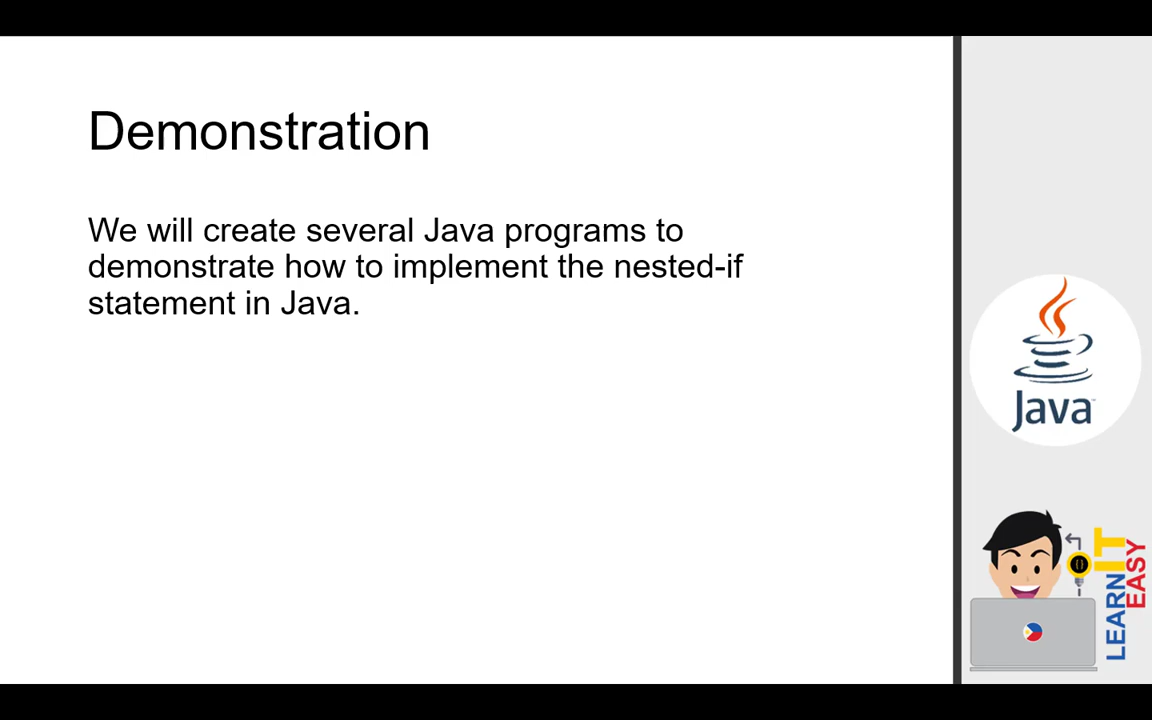 Demonstration
We will create several Java programs to
demonstrate how to implement the nested-if
statement in Java.
Java
LEARN IT
EASY